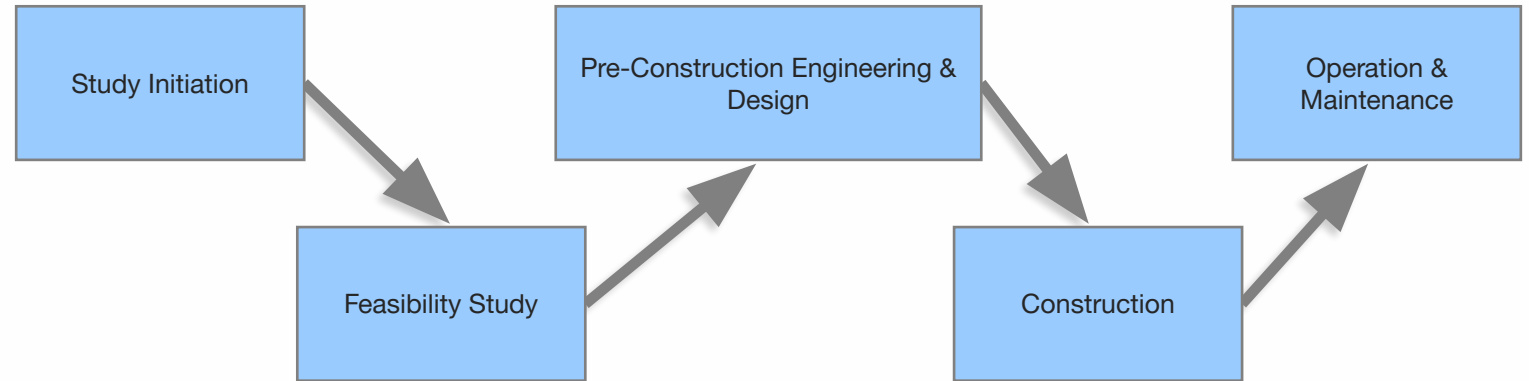 Study Initiation
Feasibility Study
Pre-Construction Engineering &
Design
Construction
Operation &
Maintenance